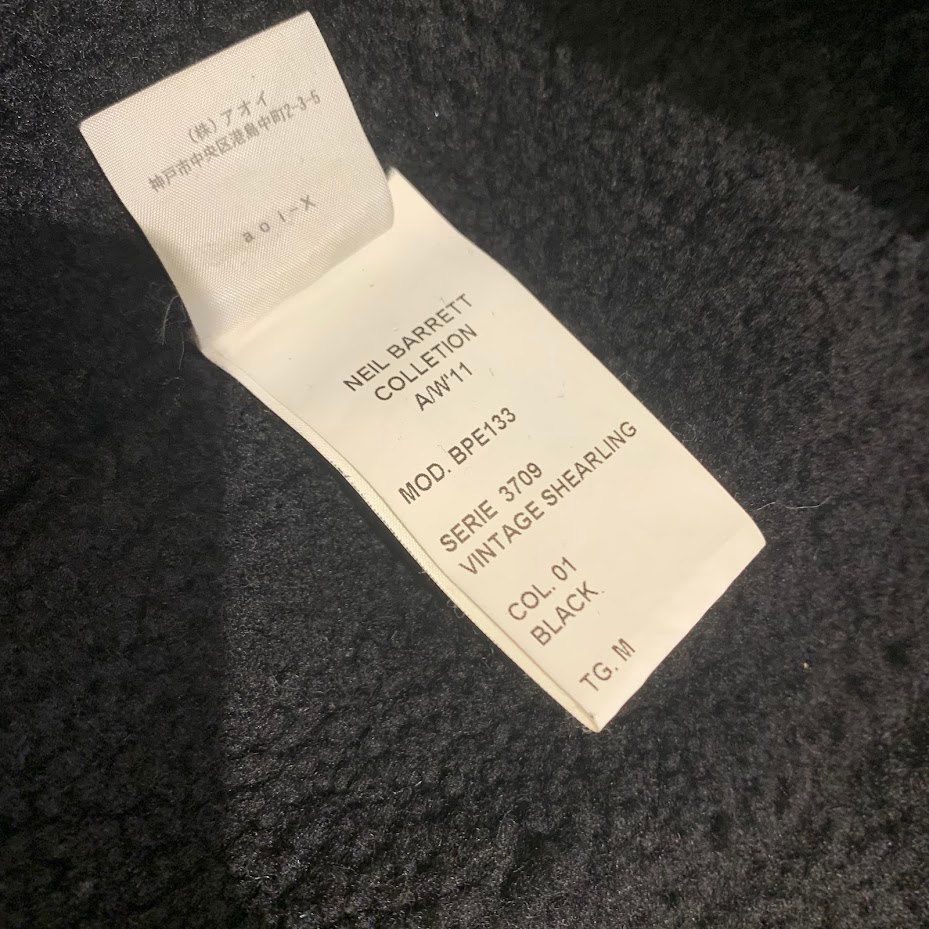 （株）アオイ
神戸市中央区港島中町2-3-5
aoi-X
NEIL BARRETT
COLLETION
A/W'11
MOD. BPE133
SERIE 3709
VINTAGE SHEARLING
COL. 01
BLACK
TG. M